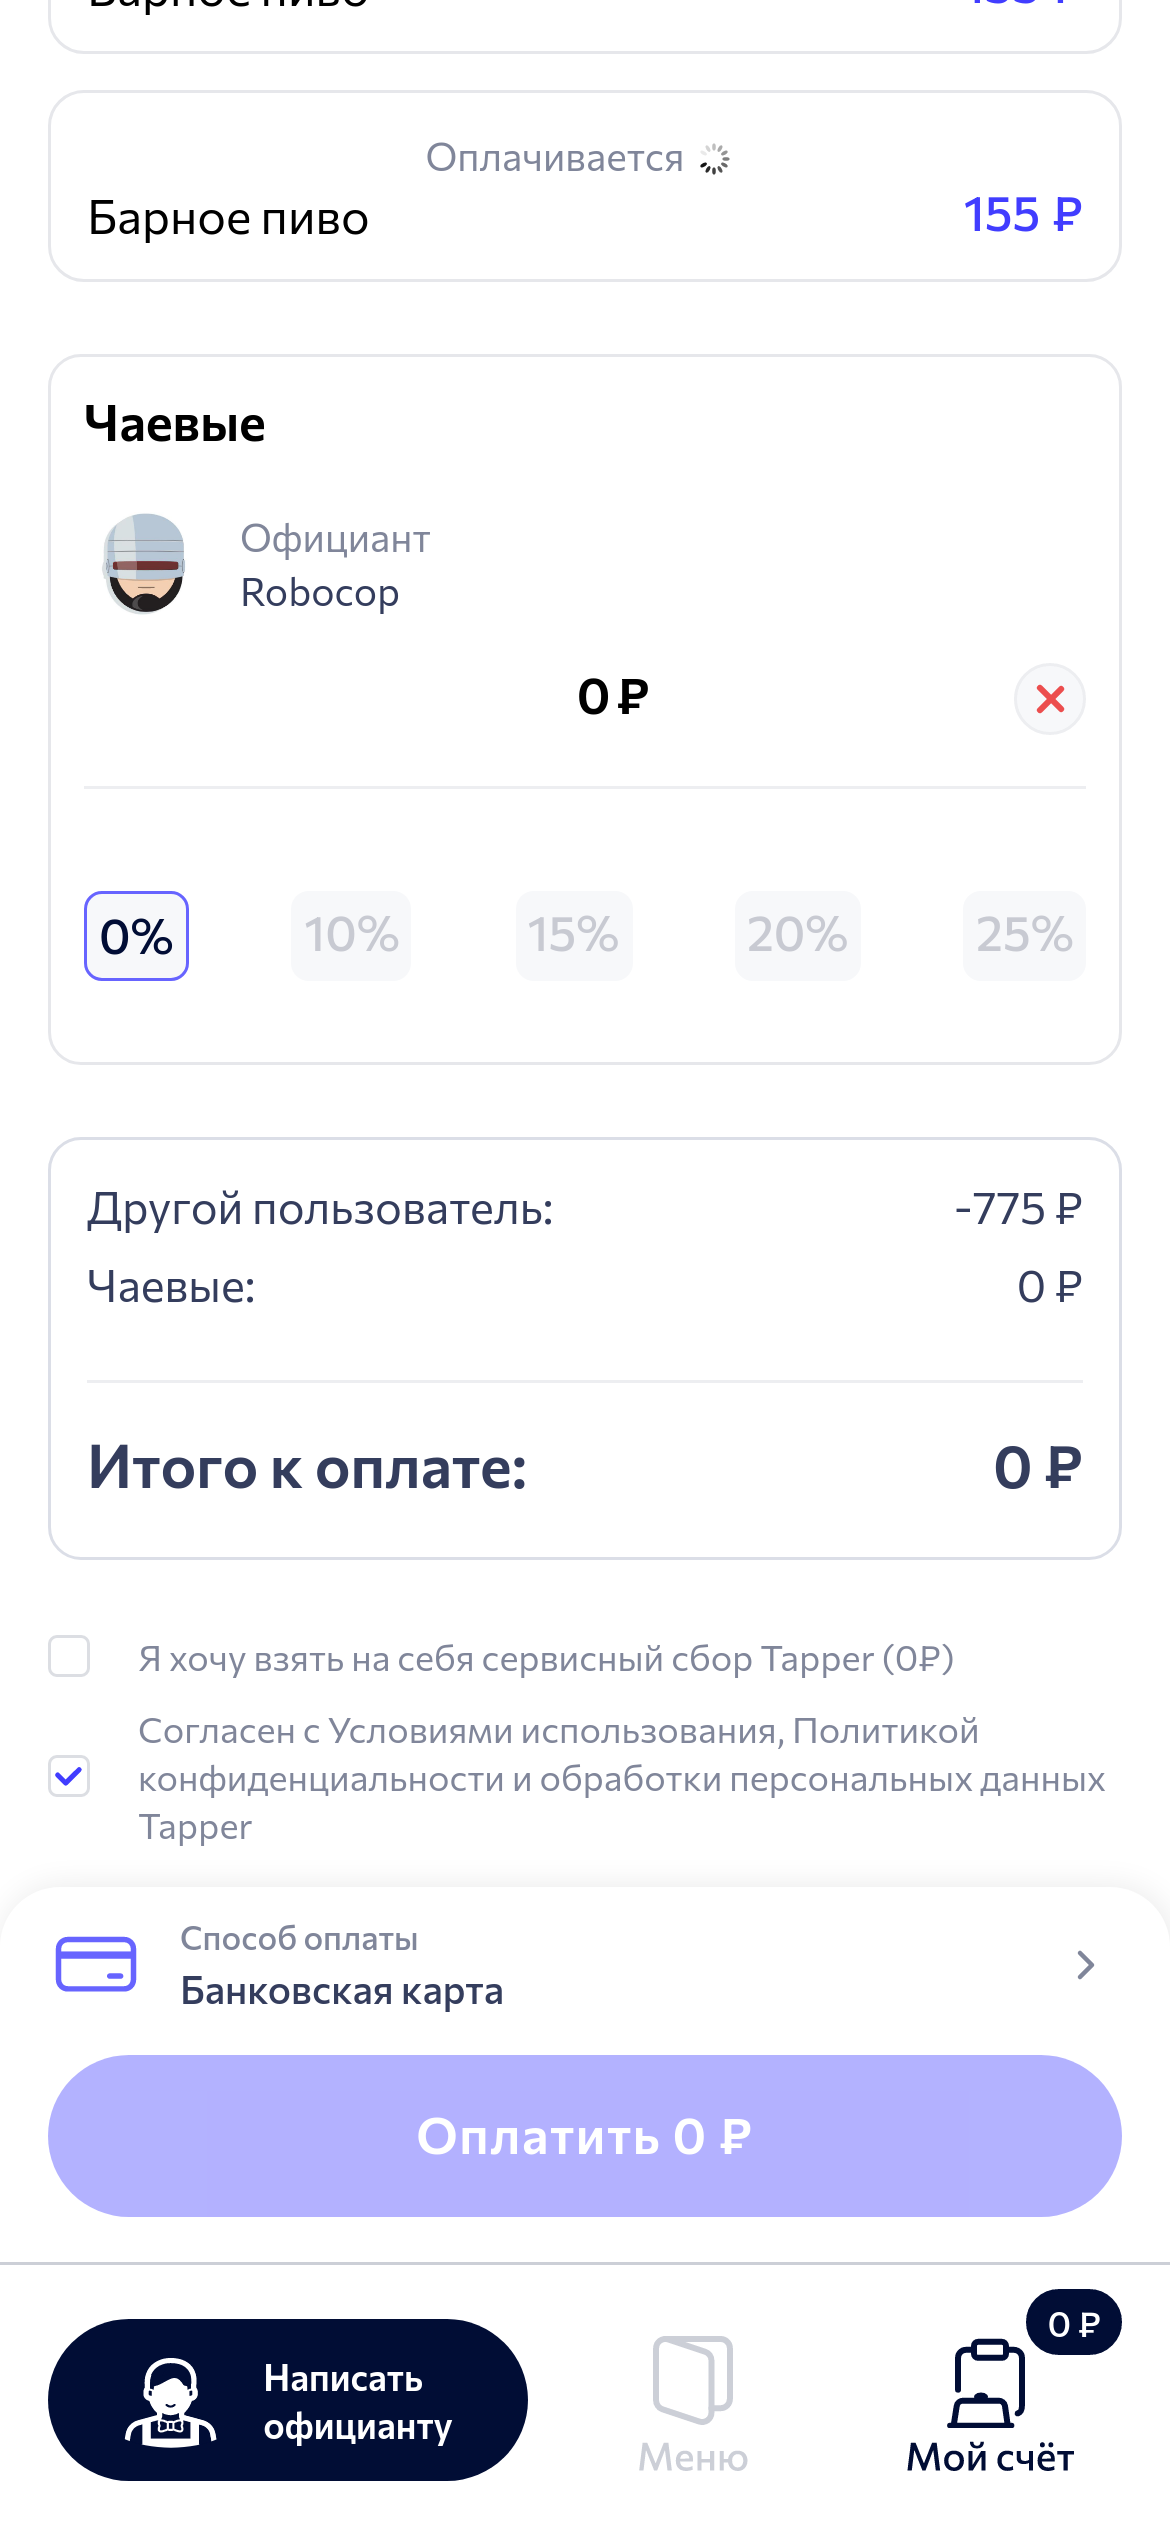 Барное пиво 155 ₽
Оплачивается
Барное пиво 155 ₽
Чаевые
Официант
Robocop
0 ₽
0% 10% 15% 20% 25%
Другой пользователь: -775 ₽
Чаевые: 0 ₽
Итого к оплате: 0 ₽
Я хочу взять на себя сервисный сбор Tapper (0₽)
Согласен с Условиями использования, Политикой
конфиденциальности и обработки персональных данных
Tapper
Способ оплаты
Банковская карта
Оплатить 0 ₽
0 ₽
Написать
официанту
Меню
Мой счёт